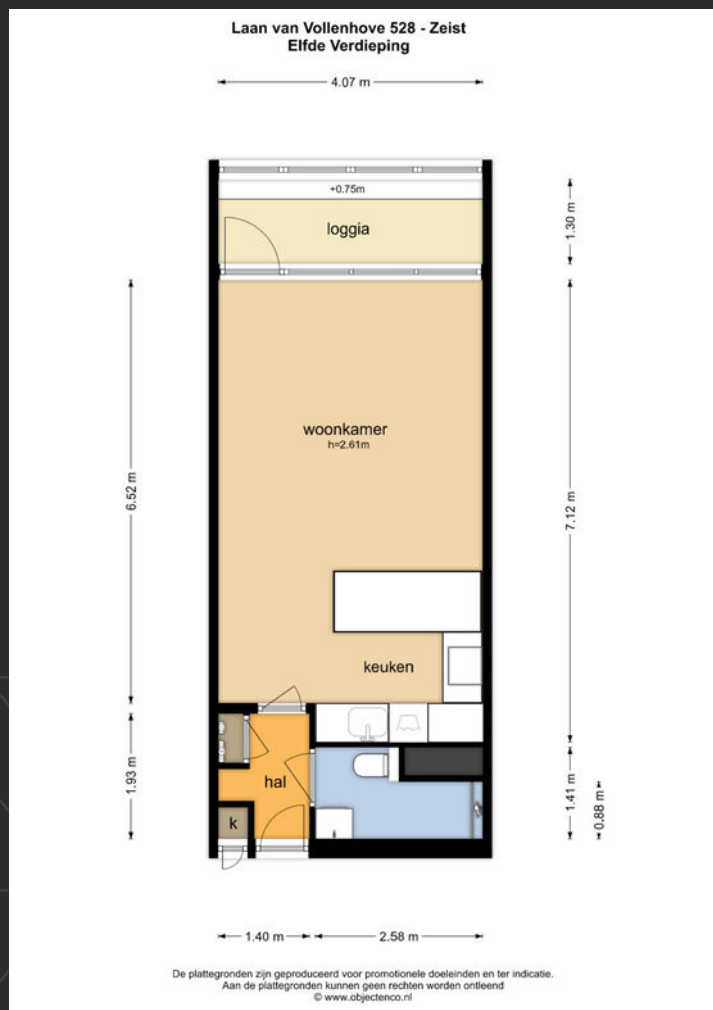 Laan van Vollenhove 528 - Zeist
Elfde Verdieping
4.07 m
+0.75m
loggia
1.30 m
woonkamer
h=2.61m
6.52 m
7.12 m
keuken
hal
k
1.93 m
1.41 m
0.88 m
1.40 m
2.58 m
De plattegronden zijn geproduceerd voor promotionele doeleinden en ter indicatie.
Aan de plattegronden kunnen geen rechten worden ontleend
© www.objectenco.nl